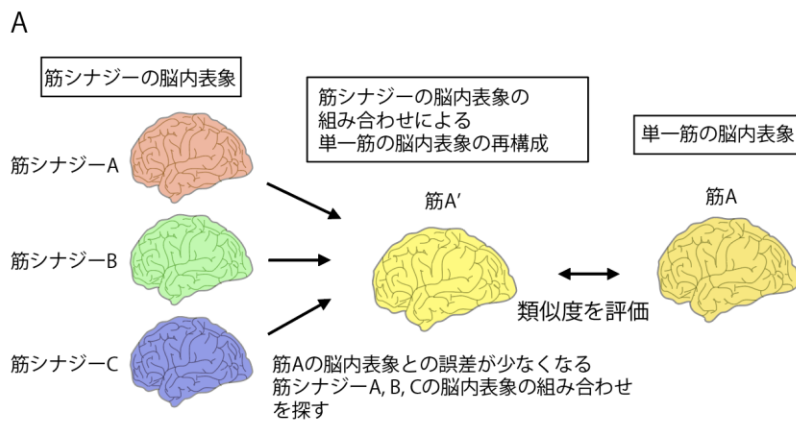 A
筋シナジーの脳内表象
筋シナジーA
筋シナジーB
筋シナジーC
筋シナジーの脳内表象の
組み合わせによる
単一筋の脳内表象の再構成
筋A’
筋Aの脳内表象との誤差が少なくなる
筋シナジーA, B, Cの脳内表象の組み合わせ
を探す
類似度を評価
単一筋の脳内表象
筋A